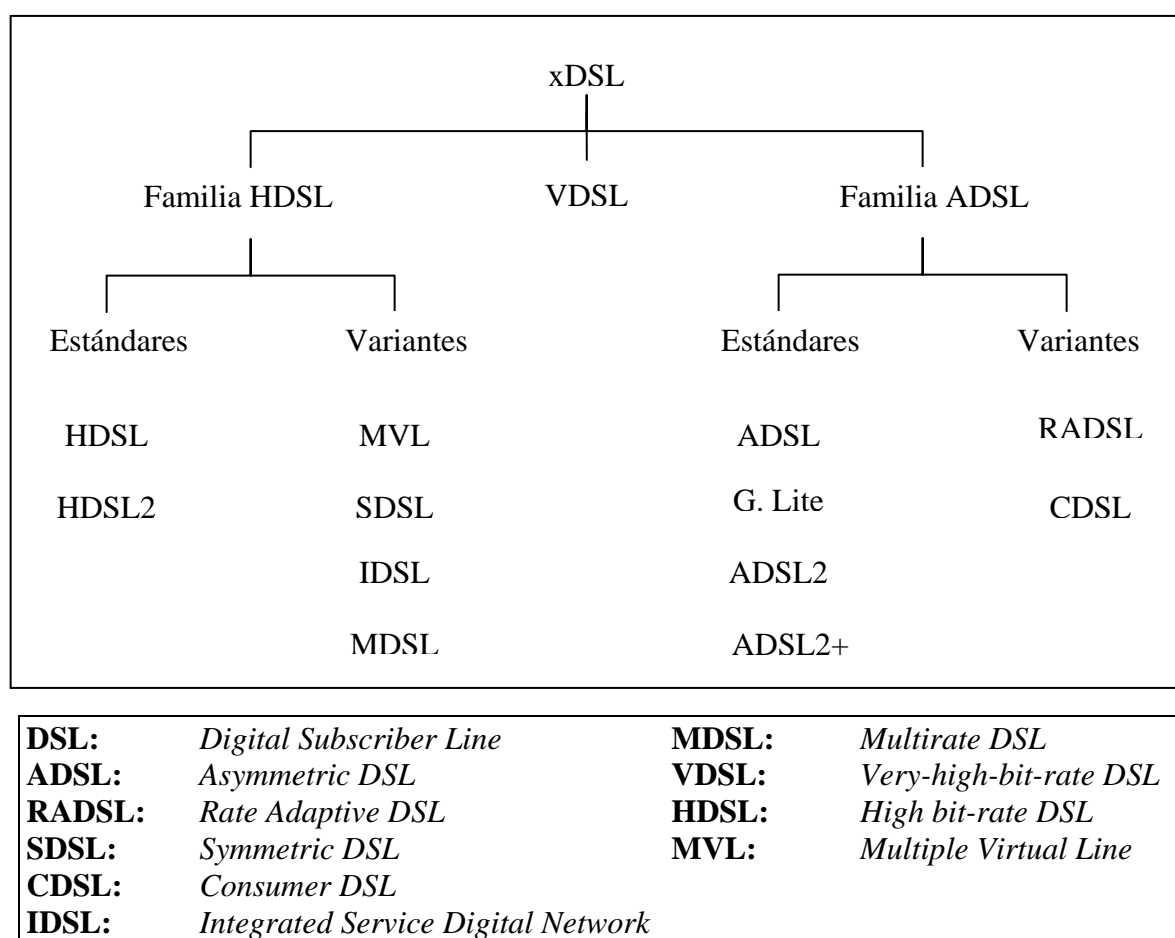 xDSL
Familia HDSL VDSL Familia ADSL
Estándares Variantes Estándares Variantes
HDSL MVL ADSL RADSL
HDSL2 SDSL G. Lite CDSL
IDSL ADSL2
MDSL ADSL2+
DSL: Digital Subscriber Line MDSL: Multirate DSL
ADSL: Asymmetric DSL VDSL: Very-high-bit-rate DSL
RADSL: Rate Adaptive DSL HDSL: High bit-rate DSL
SDSL: Symmetric DSL MVL: Multiple Virtual Line
CDSL: Consumer DSL
IDSL: Integrated Service Digital Network